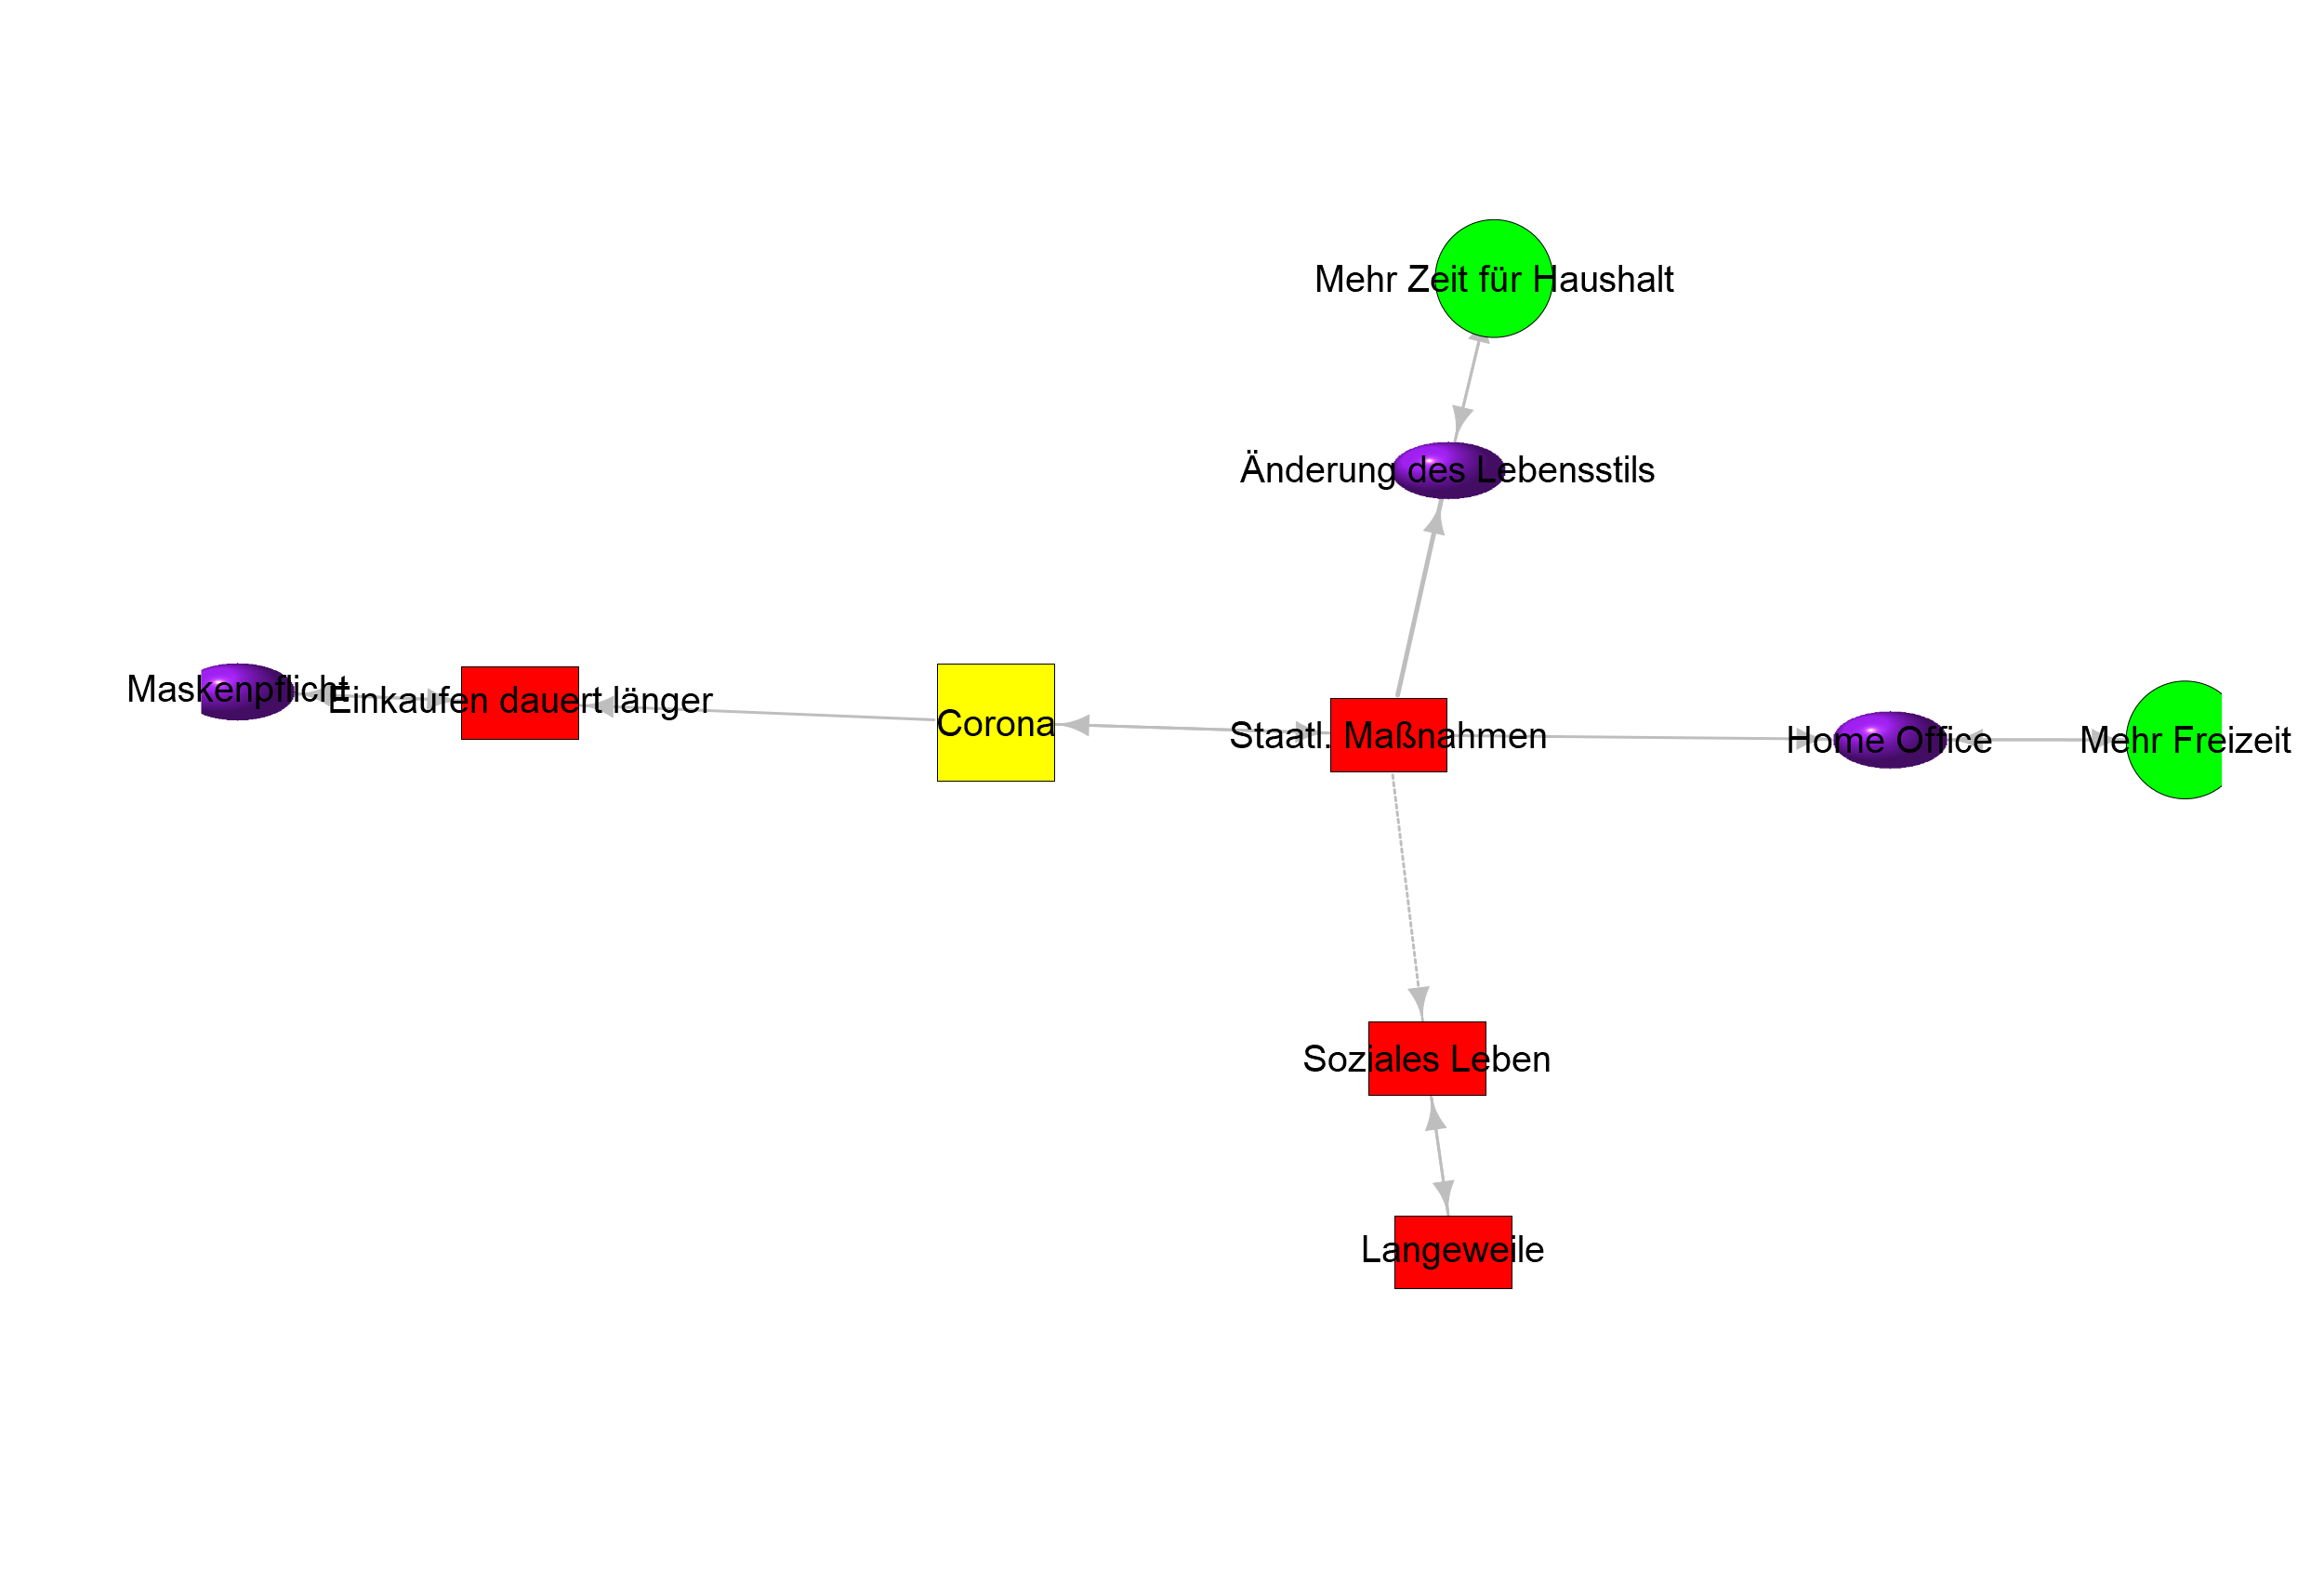 Mehr Zeit für Haushalt
Änderung des Lebensstils
Maskenpflicht
Einkaufen dauert länger
Corona
Staatl. Maßnahmen
Home Office
Mehr Freizeit
Soziales Leben
Langeweile